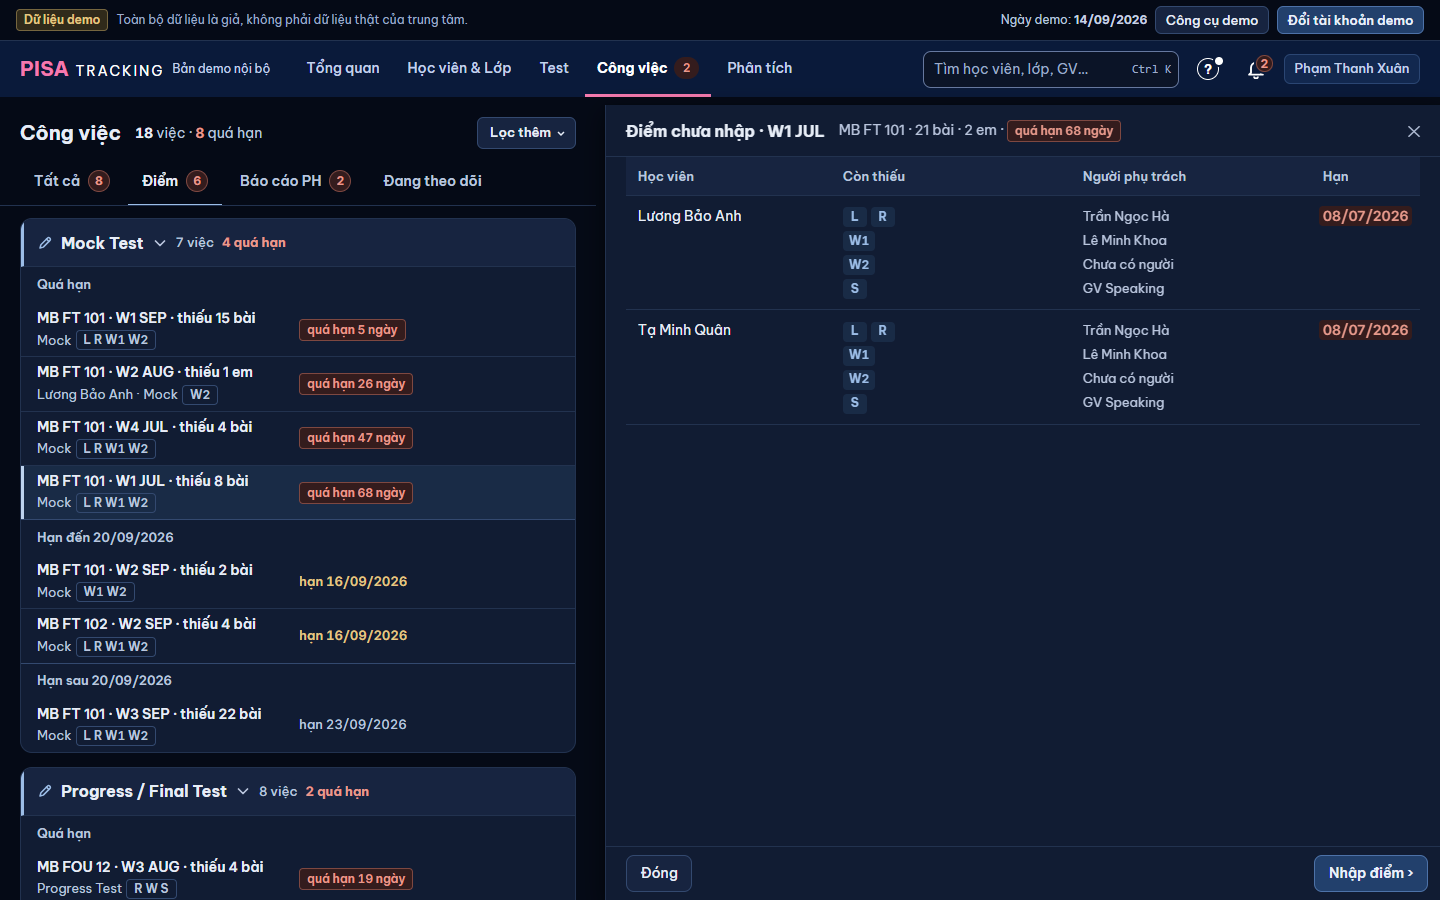 Dữ liệu demo Toàn bộ dữ liệu là giả, không phải dữ liệu thật của trung tâm. Ngày demo: 14/09/2026 Công cụ demo Đổi tài khoản demo
PISA TRACKING Bản demo nội bộ Tổng quan Học viên & Lớp Test Công việc 2 Phân tích Tìm học viên, lớp, GV... Ctrl K ? 2 Phạm Thanh Xuân
Công việc 18 việc · 8 quá hạn Lọc thêm
Tất cả 8 Điểm 6 Báo cáo PH 2 Đang theo dõi
Mock Test 7 việc 4 quá hạn
Quá hạn
MB FT 101 · W1 SEP · thiếu 15 bài
Mock L R W1 W2
quá hạn 5 ngày
MB FT 101 · W2 AUG · thiếu 1 em
Lương Bảo Anh · Mock W2
quá hạn 26 ngày
MB FT 101 · W4 JUL · thiếu 4 bài
Mock L R W1 W2
quá hạn 47 ngày
MB FT 101 · W1 JUL · thiếu 8 bài
Mock L R W1 W2
quá hạn 68 ngày
Hạn đến 20/09/2026
MB FT 101 · W2 SEP · thiếu 2 bài
Mock W1 W2
hạn 16/09/2026
MB FT 102 · W2 SEP · thiếu 4 bài
Mock L R W1 W2
hạn 16/09/2026
Hạn sau 20/09/2026
MB FT 101 · W3 SEP · thiếu 22 bài
Mock L R W1 W2
hạn 23/09/2026
Progress / Final Test 8 việc 2 quá hạn
Quá hạn
MB FOU 12 · W3 AUG · thiếu 4 bài
Progress Test R W S
quá hạn 19 ngày
Điểm chưa nhập · W1 JUL MB FT 101 · 21 bài · 2 em · quá hạn 68 ngày
Học viên Còn thiếu Người phụ trách Hạn
Lương Bảo Anh L R Trần Ngọc Hà 08/07/2026
W1 Lê Minh Khoa
W2 Chưa có người
S GV Speaking
Tạ Minh Quân L R Trần Ngọc Hà 08/07/2026
W1 Lê Minh Khoa
W2 Chưa có người
S GV Speaking
Đóng Nhập điểm ›